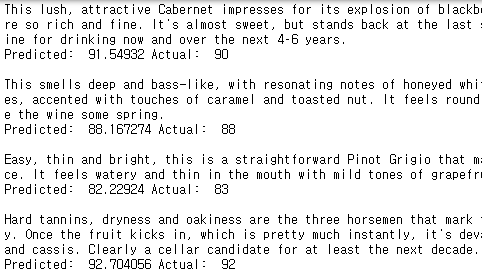 This lush, attractive Cabernet impresses for its explosion of
re so rich and fine. It's almost sweet, but stands back at the last
ine for drinking now and over the next 4-6 years.
Predicted:  91.54932 Actual:  90
This smells deep and bass-like, with resonating notes of honeyed
es, accented with touches of caramel and toasted nut. It feels round
e the wine some spring.
Predicted:  88.167274 Actual:  88
Easy, thin and bright, this is a straightforward Pinot Grigio that
ce. It feels watery and thin in the mouth with mild tones of
Predicted:  82.22924 Actual:  83
Hard tannins, dryness and oakiness are the three horsemen that mark
y. Once the fruit kicks in, which is pretty much instantly, it's
and cassis. Clearly a cellar candidate for at least the next decade.
Predicted:  92.704056 Actual:  92